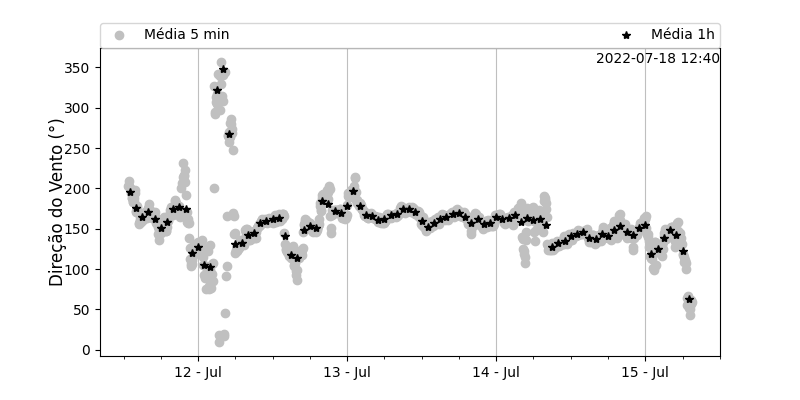 Média 5 min
Média 1h
2022-07-18 12:40
Direção do Vento (°)
350
300
250
200
150
100
50
0
12 - Jul
13 - Jul
14 - Jul
15 - Jul